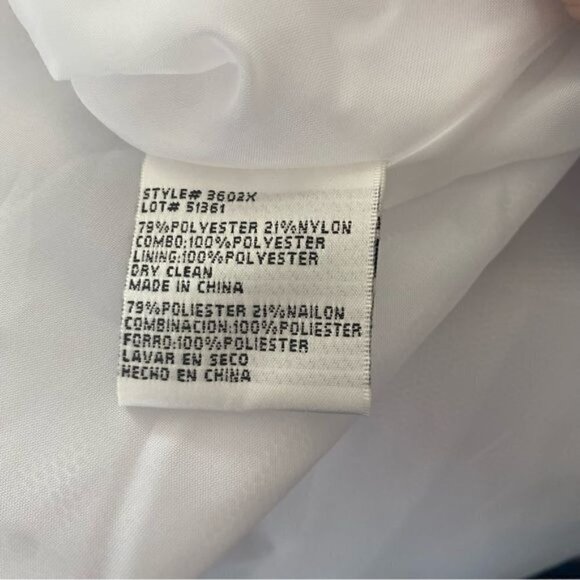 STYLE# 3602X
LOT# 51361
79%POLYESTER 21%NYLON
COMBO:100%POLYESTER
LINING:100%POLYESTER
DRY CLEAN
MADE IN CHINA
79%POLIESTER 21%NAILON
COMBINACION:100%POLIESTER
FORRO:100%POLIESTER
LAVAR EN SECO
HECHO EN CHINA